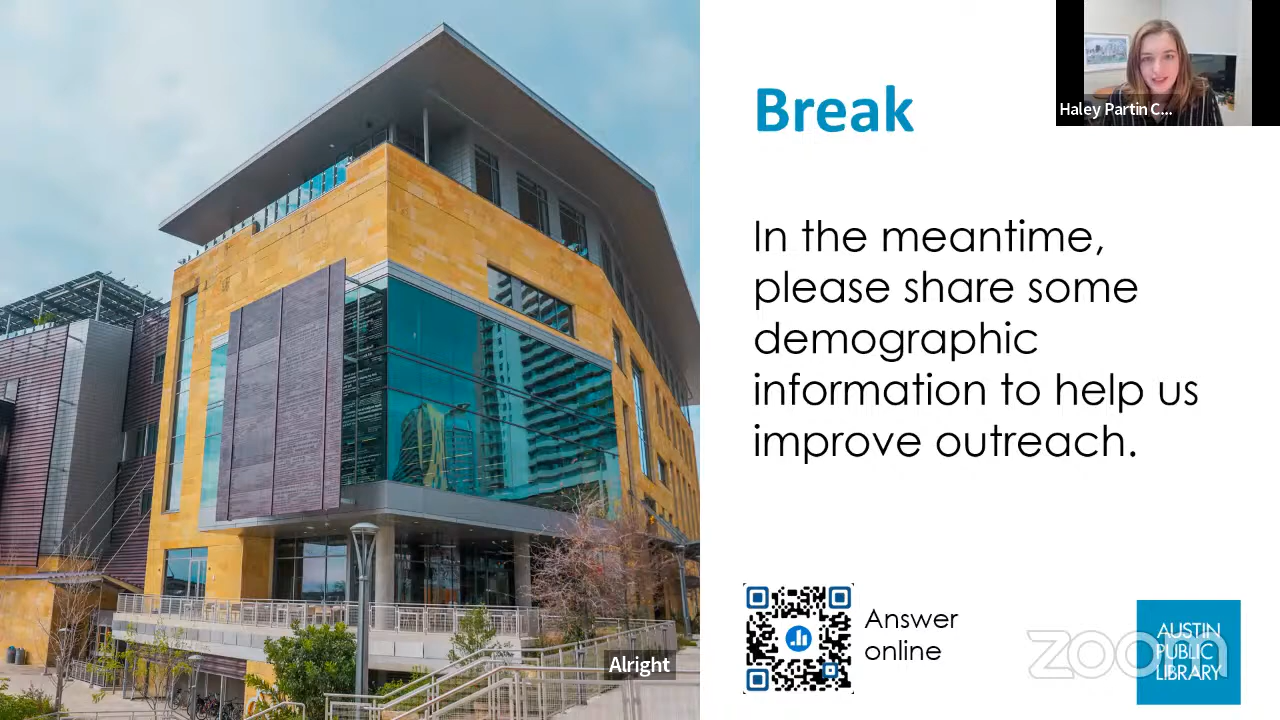 Break
Haley Partin C...
In the meantime,
please share some
demographic
information to help us
improve outreach.
Answer
online
Alright
zoom
AUSTIN
PUBLIC
LIBRARY